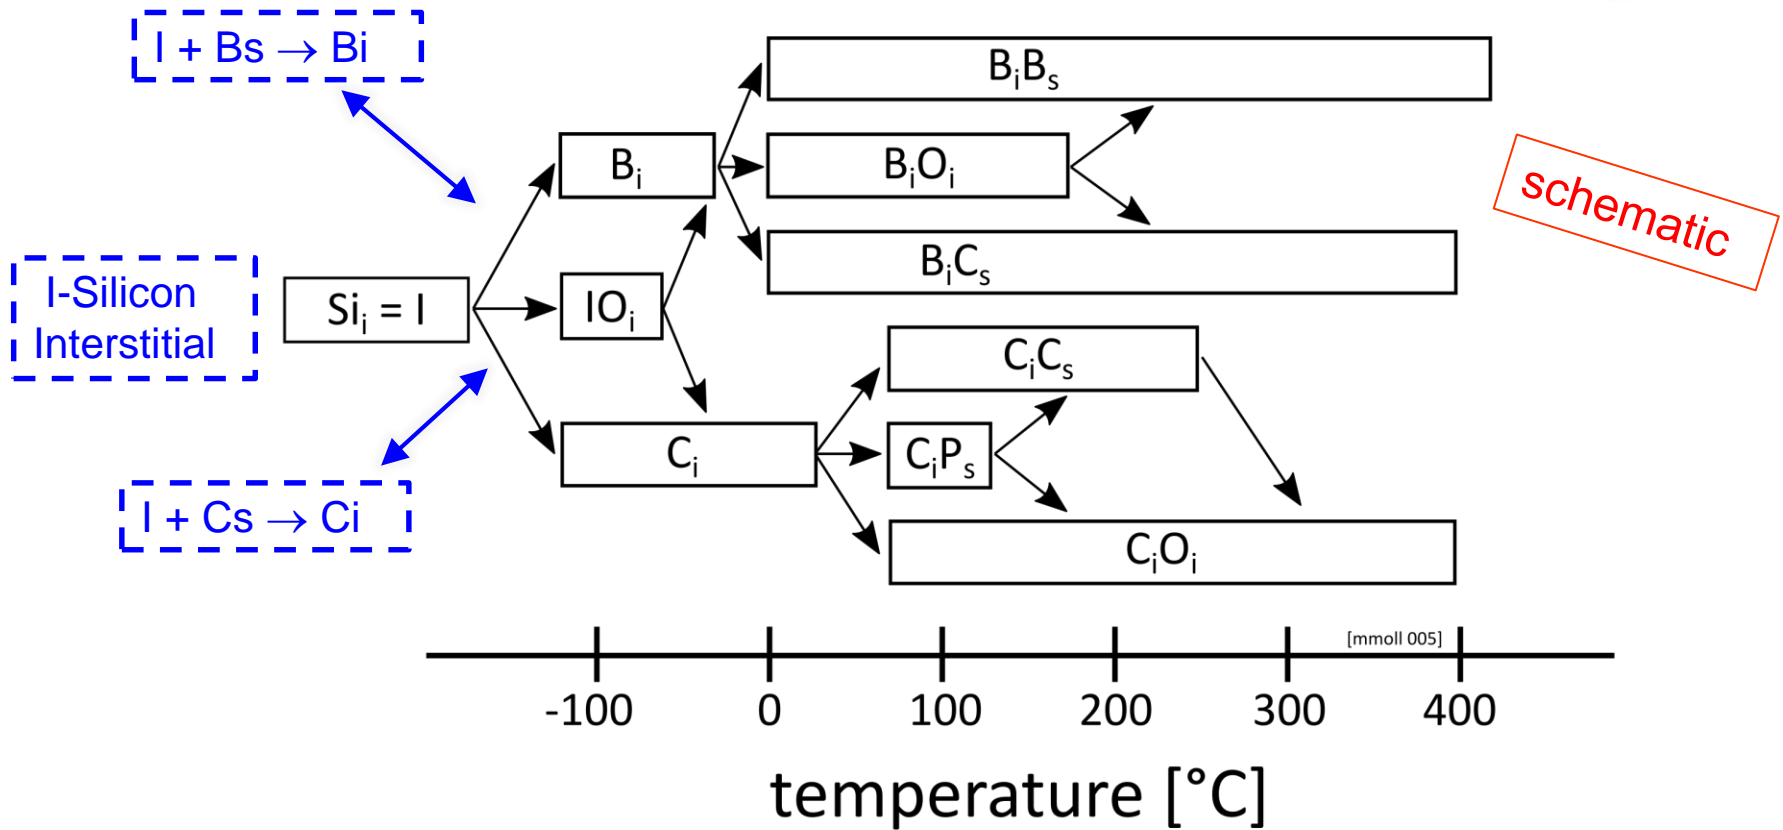 I + Bs → Bi
BᵢBₛ
Bᵢ
BᵢOᵢ
schematic
BᵢCₛ
I-Silicon
Interstitial
Siᵢ = I
IOᵢ
CᵢCₛ
Cᵢ
CᵢPₛ
I + Cs → Ci
CᵢOᵢ
[mmoll 005]
-100 0 100 200 300 400
temperature [°C]